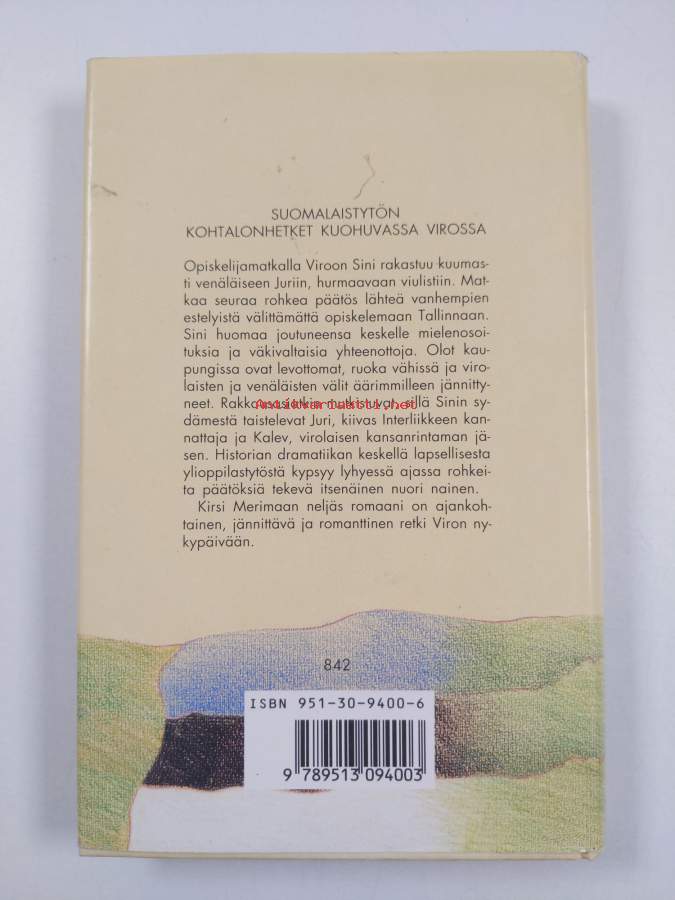 SUOMALAISTYTÖN
KOHTALONHETKET KUOHUVASSA VIROSSA
Opiskelijamatkalla Viroon Sini rakastuu kuumas-
ti venäläiseen Juriin, hurmaavaan viulistiin. Mat-
kaa seuraa rohkea päätös lähteä vanhempien
estelyistä välittämättä opiskelemaan Tallinnaan.
Sini huomaa joutuneensa keskelle mielenosoi-
tuksia ja väkivaltaisia yhteenottoja. Olot kau-
pungissa ovat levottomat, ruoka vähissä ja viro-
laisten ja venäläisten välit äärimmilleen jännitty-
neet. Rakkausasiatkin mutkistuvat, sillä Sinin sy-
Antikvariaatti.net
dämestä taistelevat Juri, kiivas Interliikkeen kan-
nattaja ja Kalev, virolaisen kansanrintaman jä-
sen. Historian dramatiikan keskellä lapsellisesta
ylioppilastytöstä kypsyy lyhyessä ajassa rohkei-
ta päätöksiä tekevä itsenäinen nuori nainen.
Kirsi Merimaan neljäs romaani on ajankoh-
tainen, jännittävä ja romanttinen retki Viron ny-
kypäivään.
842
ISBN 951-30-9400-6
9 789513 094003